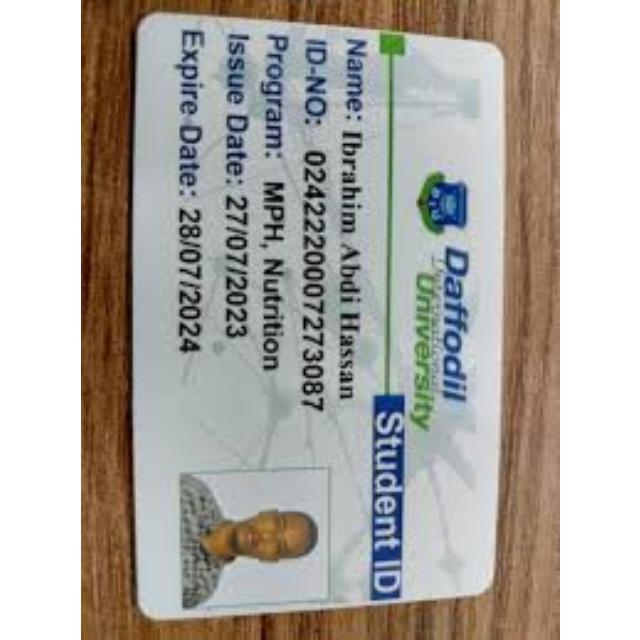 Daffodil
International
University
Student ID
Name: Ibrahim Abdi Hassan
ID-NO: 0242220007273087
Program: MPH, Nutrition
Issue Date: 27/07/2023
Expire Date: 28/07/2024